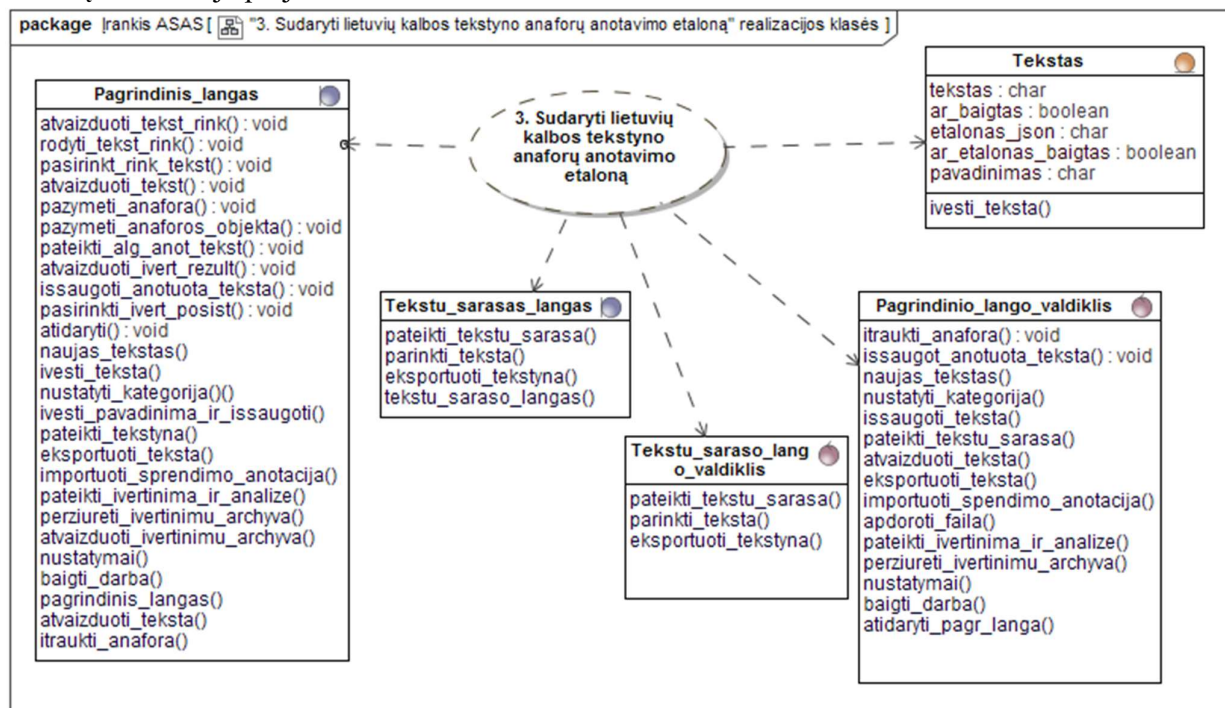 package Įrankis ASAS [ "3. Sudaryti lietuvių kalbos tekstyno anaforų anotavimo etaloną" realizacijos klasės ]
Pagrindinis_langas
atvaizduoti_tekst_rink() : void
rodyti_tekst_rink() : void
pasirinkt_rink_tekst() : void
atvaizduoti_tekst() : void
pazymeti_anafora() : void
pazymeti_anaforos_objekta() : void
pateikti_alg_anot_tekst() : void
atvaizduoti_ivert_rezult() : void
issaugoti_anotuota_teksta() : void
pasirinkti_ivert_posist() : void
atidaryti() : void
naujas_tekstas()
ivesti_teksta()
nustatyti_kategorija()()
ivesti_pavadinima_ir_issaugoti()
pateikti_tekstyna()
eksportuoti_teksta()
importuoti_sprendimo_anotacija()
pateikti_ivertinima_ir_analize()
perziureti_ivertinimu_archyva()
atvaizduoti_ivertinimu_archyva()
nustatymai()
baigti_darba()
pagrindinis_langas()
atvaizduoti_teksta()
itraukti_anafora()
3. Sudaryti lietuvių
kalbos tekstyno
anaforų anotavimo
etaloną
Tekstas
tekstas : char
ar_baigtas : boolean
etalonas_json : char
ar_etalonas_baigtas : boolean
pavadinimas : char
ivesti_teksta()
Tekstu_sarasas_langas
pateikti_tekstu_sarasa()
parinkti_teksta()
eksportuoti_tekstyna()
tekstu_saraso_langas()
Tekstu_saraso_lang
o_valdiklis
pateikti_tekstu_sarasa()
parinkti_teksta()
eksportuoti_tekstyna()
Pagrindinio_lango_valdiklis
itraukti_anafora() : void
issaugot_anotuota_teksta() : void
naujas_tekstas()
nustatyti_kategorija()
issaugoti_teksta()
pateikti_tekstu_sarasa()
atvaizduoti_teksta()
eksportuoti_teksta()
importuoti_spendimo_anotacija()
apdoroti_faila()
pateikti_ivertinima_ir_analize()
perziureti_ivertinimu_archyva()
nustatymai()
baigti_darba()
atidaryti_pagr_langa()